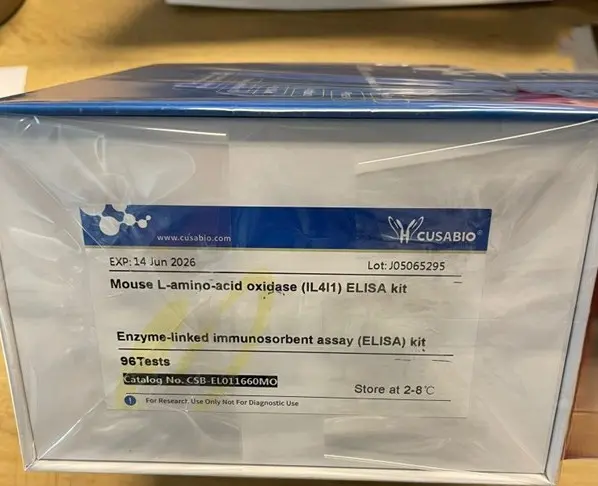 www.cusabio.com
CUSABIO®
EXP: 14 Jun 2026
Lot: J05065295
Mouse L-amino-acid oxidase (IL4I1) ELISA kit
Enzyme-linked immunosorbent assay (ELISA) kit
96Tests
Catalog No. CSB-EL011660MO
Store at 2-8℃
For Research Use Only Not For Diagnostic Use